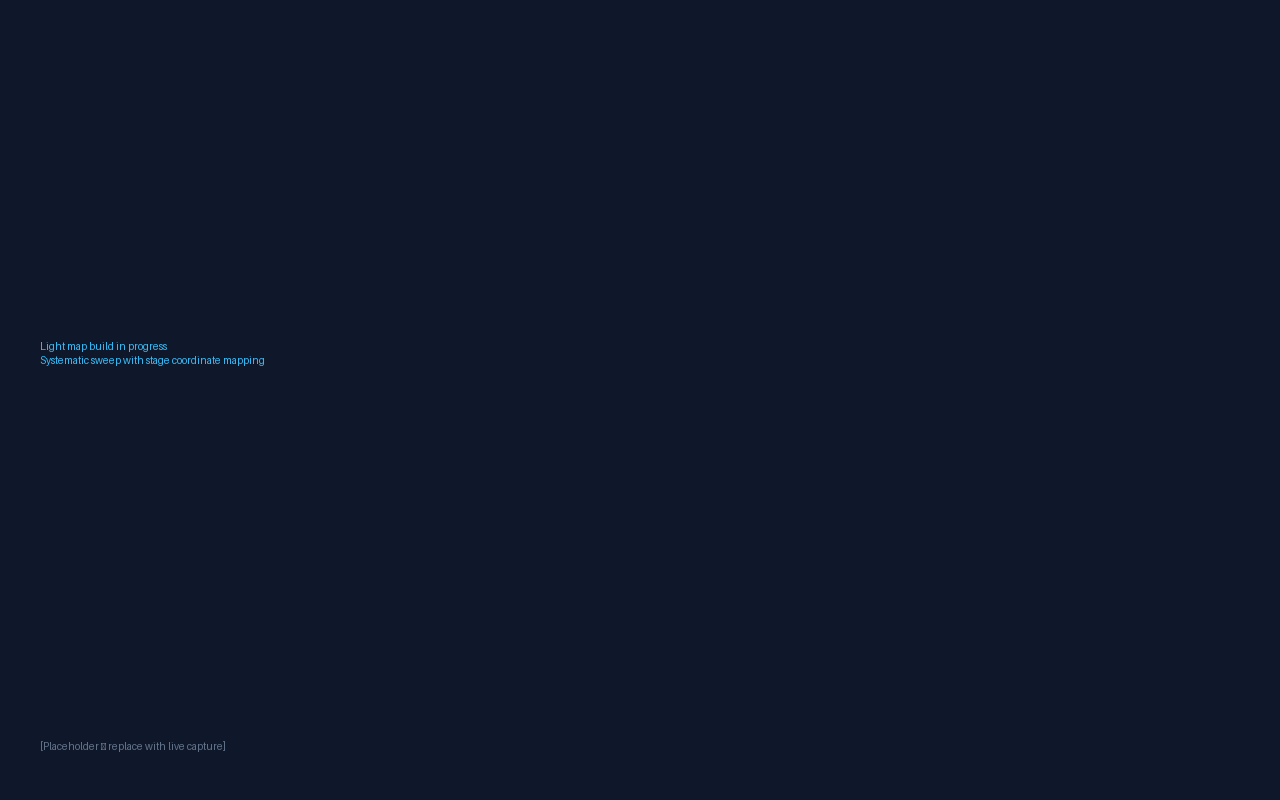 Light map build in progress
Systematic sweep with stage coordinate mapping
[Placeholder ☒ replace with live capture]